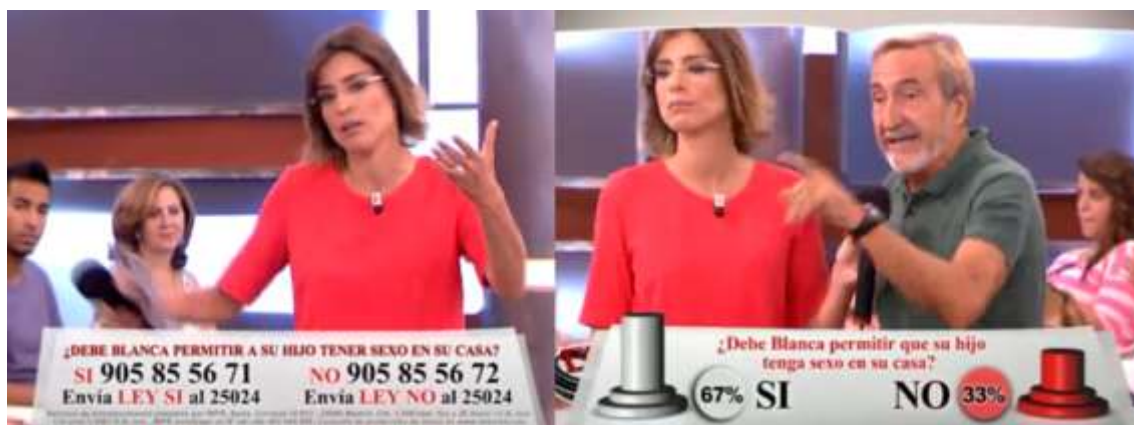 ¿DEBE BLANCA PERMITIR A SU HIJO TENER SEXO EN SU CASA?
SI 905 85 56 71 NO 905 85 56 72
Envía LEY SI al 25024 Envía LEY NO al 25024
¿Debe Blanca permitir que su hijo
tenga sexo en su casa?
67% SI NO 33%